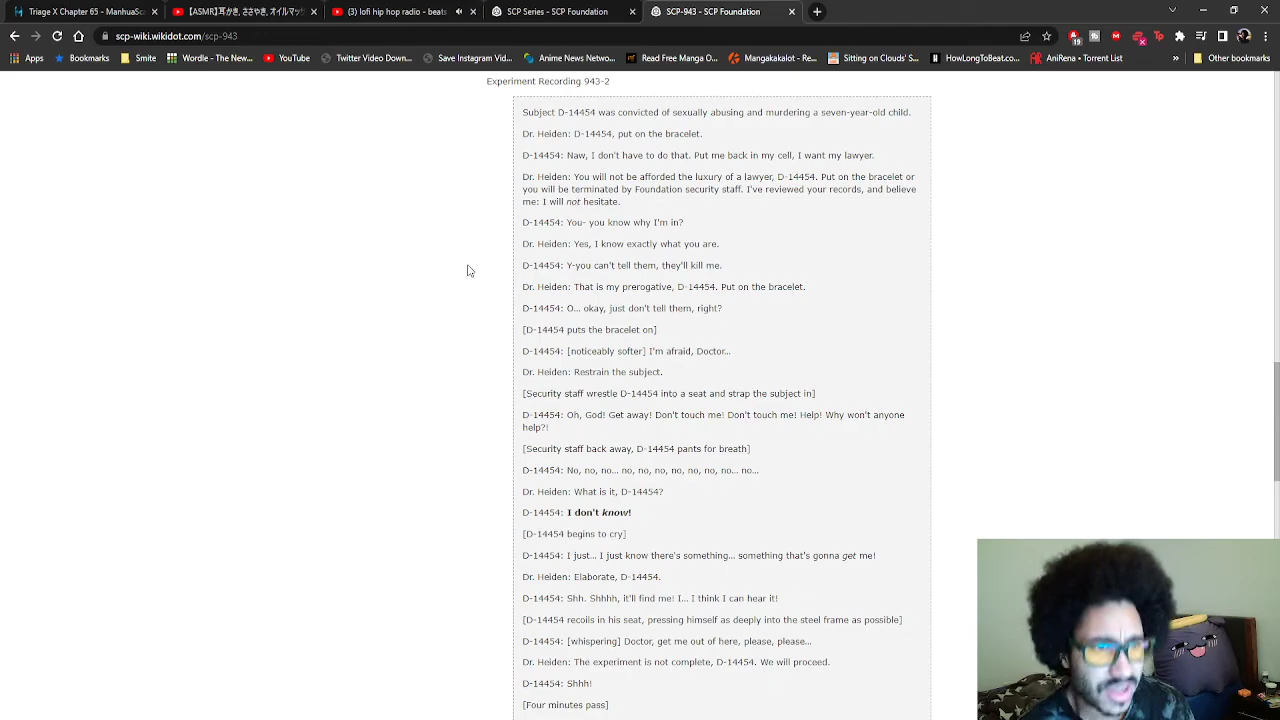 Triage X Chapter 65 - ManhuaSc
【ASMR】耳かき、ささやき、オイルマッサ
(3) lofi hip hop radio - beats
SCP Series - SCP Foundation
SCP-943 - SCP Foundation
scp-wiki.wikidot.com/scp-943
19
Apps
Bookmarks
Smite
Wordle - The New Yor...
YouTube
Twitter Video Down...
Save Instagram Vid...
Anime News Networ...
Read Free Manga O...
Mangakakalot - Re...
Sitting on Clouds' S...
HowLongToBeat.co...
AniRena › Torrent List
»
Other bookmarks
Experiment Recording 943-2
Subject D-14454 was convicted of sexually abusing and murdering a seven-year-old child.
Dr. Heiden: D-14454, put on the bracelet.
D-14454: Naw, I don't have to do that. Put me back in my cell, I want my lawyer.
Dr. Heiden: You will not be afforded the luxury of a lawyer, D-14454. Put on the bracelet or
you will be terminated by Foundation security staff. I've reviewed your records, and believe
me: I will not hesitate.
D-14454: You- you know why I'm in?
Dr. Heiden: Yes, I know exactly what you are.
D-14454: Y-you can't tell them, they'll kill me.
Dr. Heiden: That is my prerogative, D-14454. Put on the bracelet.
D-14454: O... okay, just don't tell them, right?
[D-14454 puts the bracelet on]
D-14454: [noticeably softer] I'm afraid, Doctor...
Dr. Heiden: Restrain the subject.
[Security staff wrestle D-14454 into a seat and strap the subject in]
D-14454: Oh, God! Get away! Don't touch me! Don't touch me! Help! Why won't anyone
help?!
[Security staff back away, D-14454 pants for breath]
D-14454: No, no, no... no, no, no, no, no, no... no...
Dr. Heiden: What is it, D-14454?
D-14454: I don't know!
[D-14454 begins to cry]
D-14454: I just... I just know there's something... something that's gonna get me!
Dr. Heiden: Elaborate, D-14454.
D-14454: Shh. Shhhh, it'll find me! I... I think I can hear it!
[D-14454 recoils in his seat, pressing himself as deeply into the steel frame as possible]
D-14454: [whispering] Doctor, get me out of here, please, please...
Dr. Heiden: The experiment is not complete, D-14454. We will proceed.
D-14454: Shhh!
[Four minutes pass]